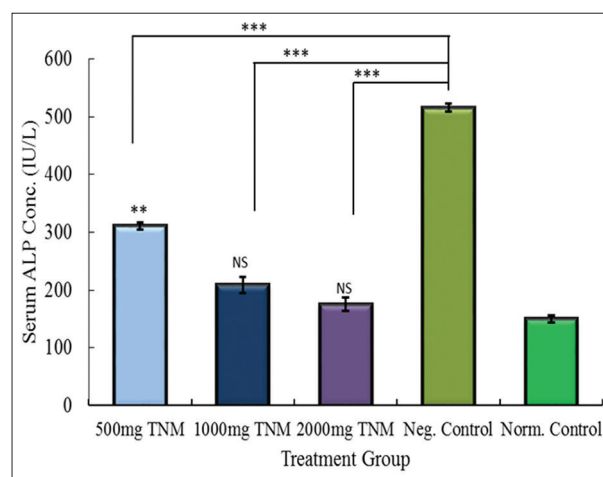 ***
***
***
600
500
400
300
200
100
0
Serum ALP Conc. (IU/L)
**
NS
NS
500mg TNM 1000mg TNM 2000mg TNM Neg. Control Norm. Control
Treatment Group